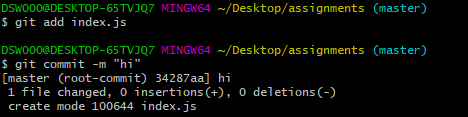 DSWOOO@DESKTOP-65TVJQ7 MINGW64 ~/Desktop/assignments (master)
$ git add index.js
DSWOOO@DESKTOP-65TVJQ7 MINGW64 ~/Desktop/assignments (master)
$ git commit -m "hi"
[master (root-commit) 34287aa] hi
1 file changed, 0 insertions(+), 0 deletions(-)
create mode 100644 index.js